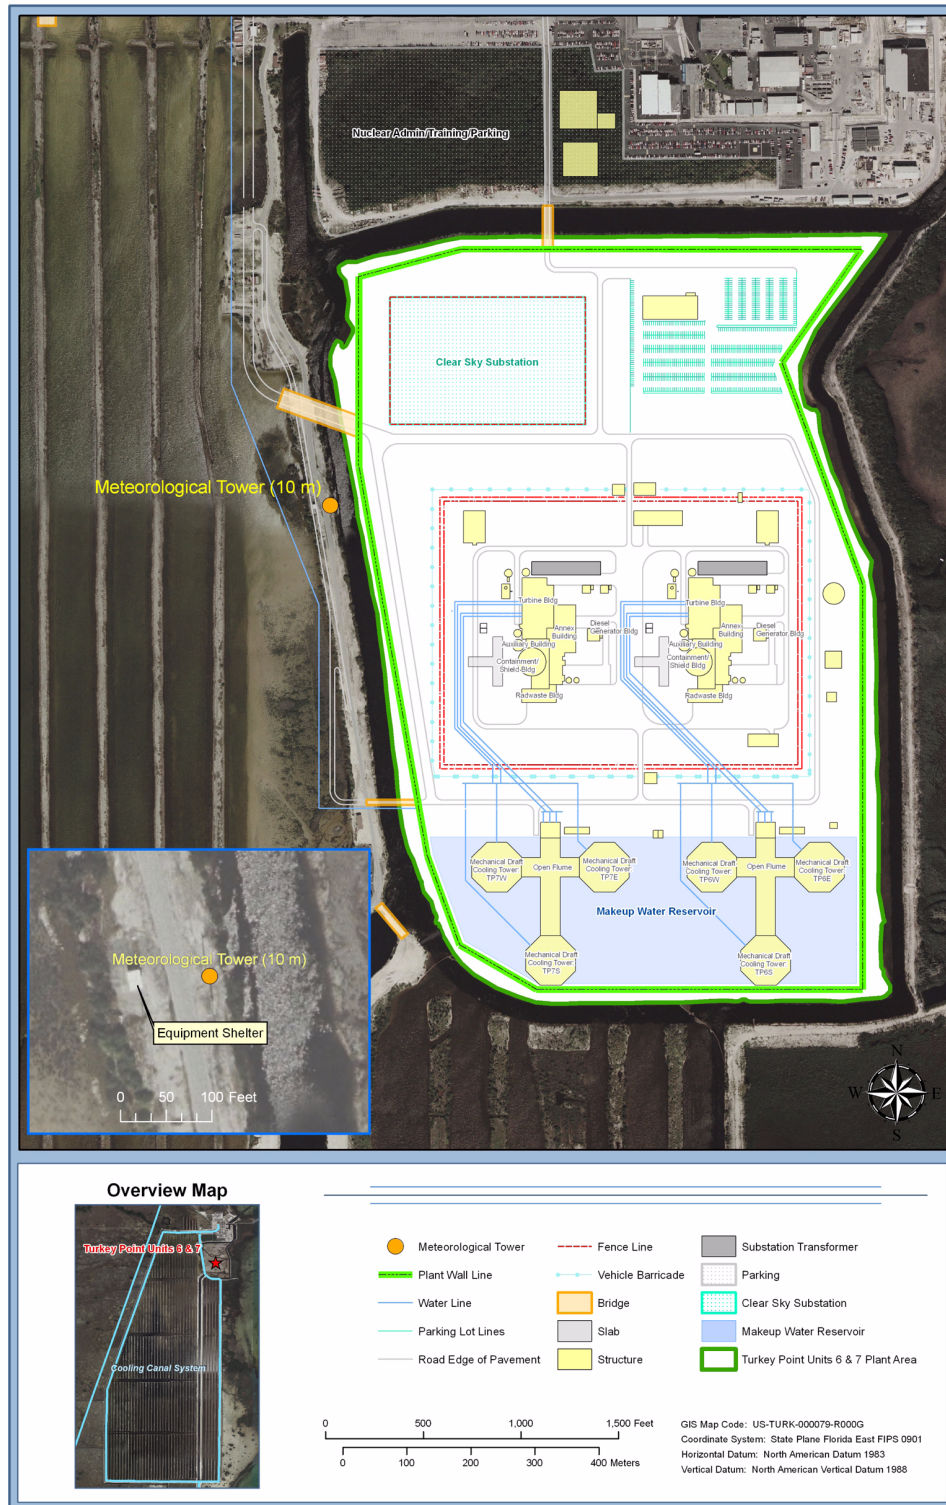 Nuclear Admin/Training/Parking
Clear Sky Substation
Meteorological Tower (10 m)
Turbine Bldg
Diesel
Generator Bldg
Annex
Building
Auxiliary Building
Containment/
Shield Bldg
Radwaste Bldg
Turbine Bldg
Diesel
Generator Bldg
Annex
Building
Auxiliary Building
Containment/
Shield Bldg
Radwaste Bldg
Mechanical Draft
Cooling Tower:
TP7W
Open Flume
Mechanical Draft
Cooling Tower:
TP7E
Mechanical Draft
Cooling Tower:
TP6W
Open Flume
Mechanical Draft
Cooling Tower:
TP6E
Makeup Water Reservoir
Mechanical Draft
Cooling Tower:
TP7S
Mechanical Draft
Cooling Tower:
TP6S
Meteorological Tower (10 m)
Equipment Shelter
0 50 100 Feet
N
W E
S
Overview Map
Turkey Point Units 6 & 7
Cooling Canal System
Meteorological Tower
Plant Wall Line
Water Line
Parking Lot Lines
Road Edge of Pavement
Fence Line
Vehicle Barricade
Bridge
Slab
Structure
Substation Transformer
Parking
Clear Sky Substation
Makeup Water Reservoir
Turkey Point Units 6 & 7 Plant Area
0 500 1,000 1,500 Feet
0 100 200 300 400 Meters
GIS Map Code: US-TURK-000079-R000G
Coordinate System: State Plane Florida East FIPS 0901
Horizontal Datum: North American Datum 1983
Vertical Datum: North American Vertical Datum 1988